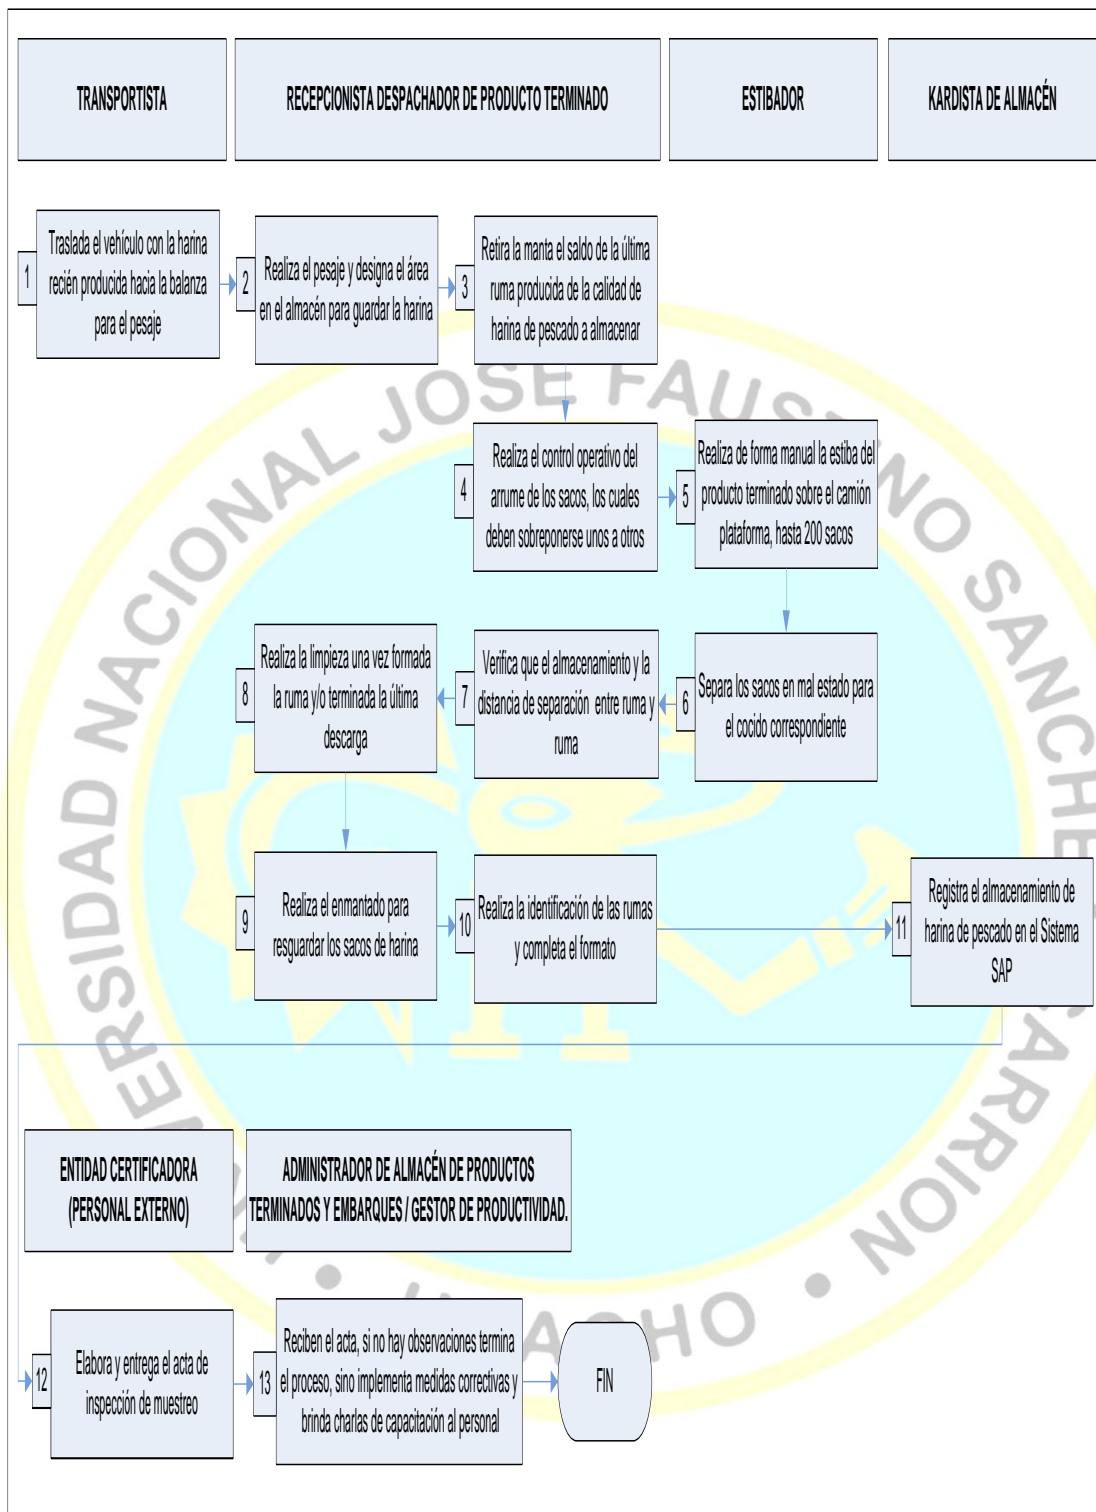 TRANSPORTISTA
RECEPCIONISTA DESPACHADOR DE PRODUCTO TERMINADO
ESTIBADOR
KARDISTA DE ALMACÉN
1
Traslada el vehículo con la harina
recién producida hacia la balanza
para el pesaje
2
Realiza el pesaje y designa el área
en el almacén para guardar la harina
3
Retira la manta el saldo de la última
ruma producida de la calidad de
harina de pescado a almacenar
4
Realiza el control operativo del
arrume de los sacos, los cuales
deben sobreponerse unos a otros
5
Realiza de forma manual la estiba del
producto terminado sobre el camión
plataforma, hasta 200 sacos
6
Separa los sacos en mal estado para
el cocido correspondiente
7
Verifica que el almacenamiento y la
distancia de separación entre ruma y
ruma
8
Realiza la limpieza una vez formada
la ruma y/o terminada la última
descarga
9
Realiza el enmantado para
resguardar los sacos de harina
10
Realiza la identificación de las rumas
y completa el formato
11
Registra el almacenamiento de
harina de pescado en el Sistema
SAP
ENTIDAD CERTIFICADORA
(PERSONAL EXTERNO)
ADMINISTRADOR DE ALMACÉN DE PRODUCTOS
TERMINADOS Y EMBARQUES / GESTOR DE PRODUCTIVIDAD.
12
Elabora y entrega el acta de
inspección de muestreo
13
Reciben el acta, si no hay observaciones termina
el proceso, sino implementa medidas correctivas y
brinda charlas de capacitación al personal
FIN
NACIONAL JOSE